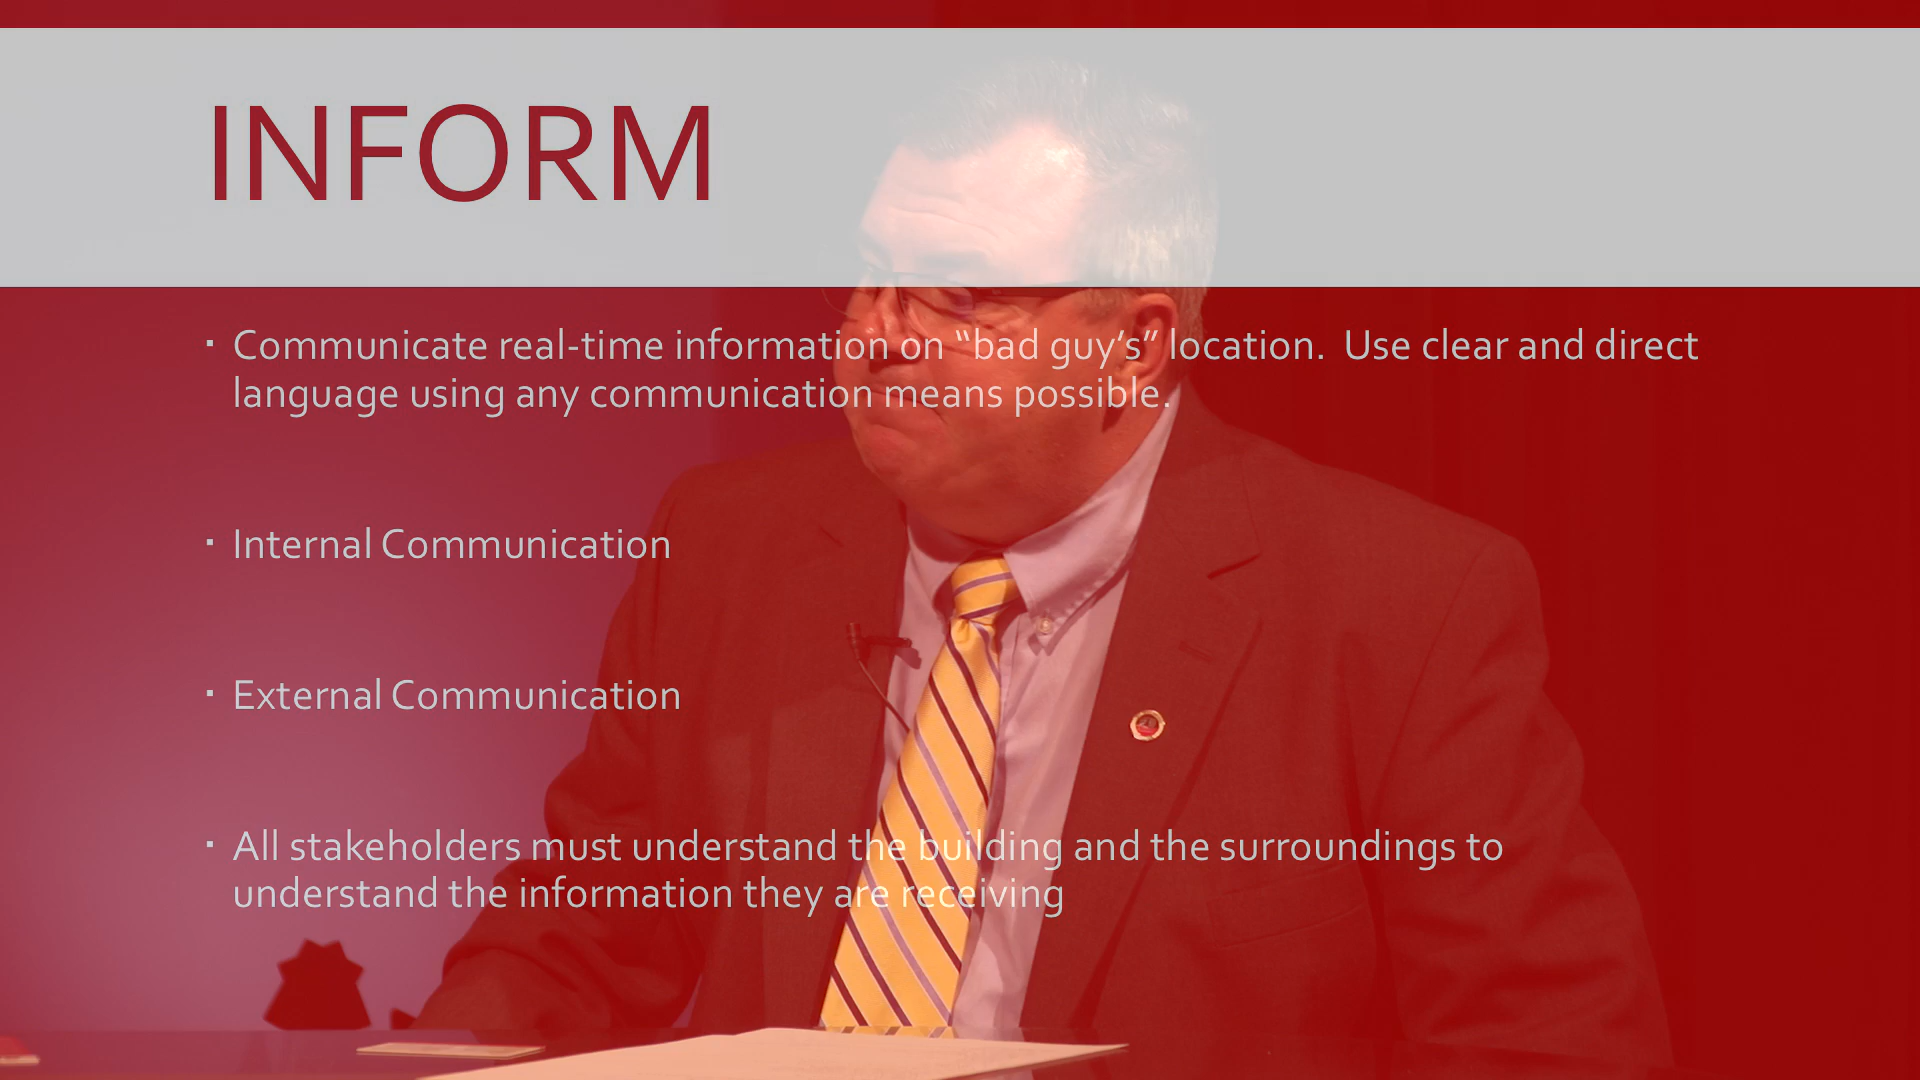 INFORM
▪ Communicate real-time information on “bad guy’s” location.  Use clear and direct
language using any communication means possible.
▪ Internal Communication
▪ External Communication
▪ All stakeholders must understand the building and the surroundings to
understand the information they are receiving